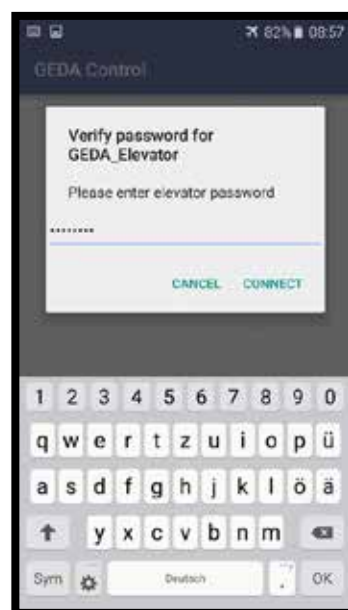 82% 08:57
GEDA Control
Verify password for
GEDA_Elevator
Please enter elevator password
........
CANCEL CONNECT
1 2 3 4 5 6 7 8 9 0
q w e r t z u i o p ü
a s d f g h j k l ö ä
y x c v b n m
Sym Deutsch . OK